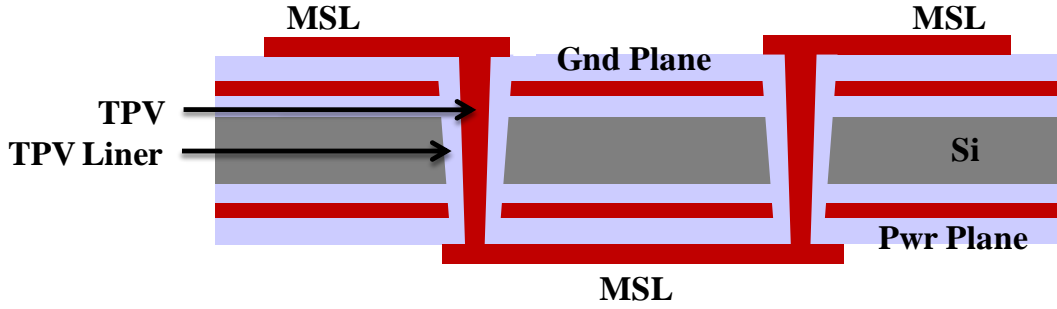 MSL
MSL
Gnd Plane
TPV
TPV Liner
Si
Pwr Plane
MSL